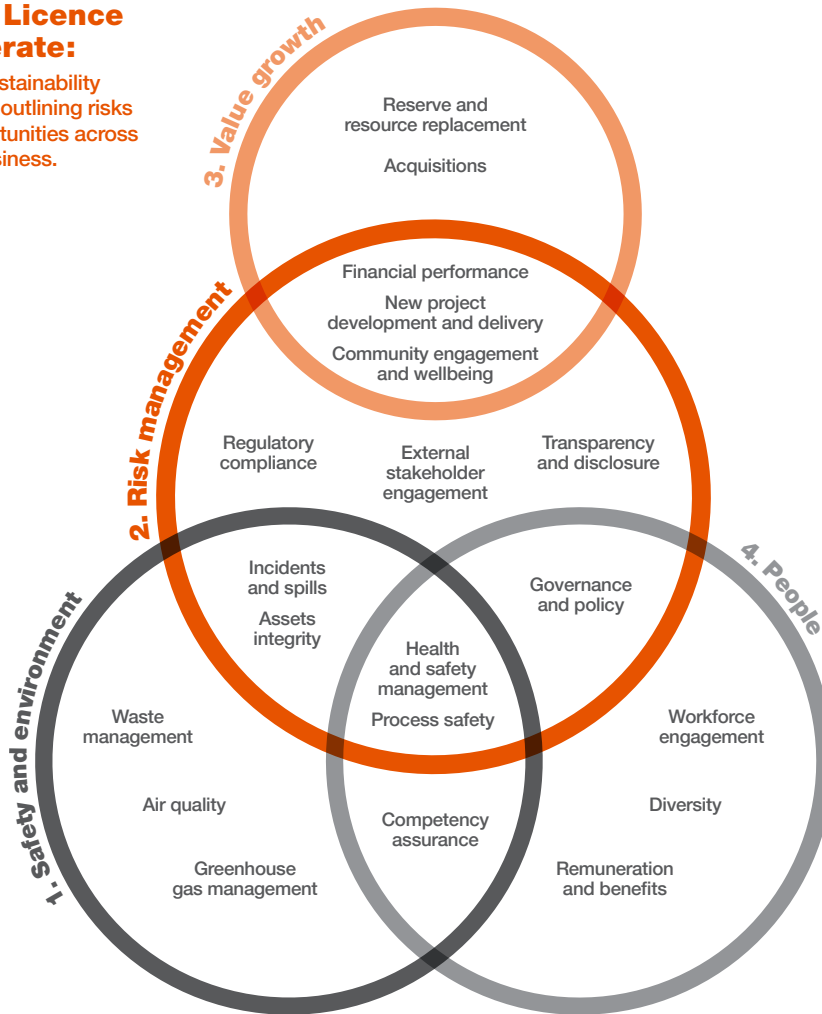 Licence
erate:
stainability
outlining risks
tunities across
siness.
3. Value growth
Reserve and
resource replacement
Acquisitions
Financial performance
New project
development and delivery
Community engagement
and wellbeing
2. Risk management
Regulatory
compliance
External
stakeholder
engagement
Transparency
and disclosure
Incidents
and spills
Assets
integrity
Governance
and policy
4. People
Health
and safety
management
Process safety
1. Safety and environment
Waste
management
Air quality
Greenhouse
gas management
Competency
assurance
Workforce
engagement
Diversity
Remuneration
and benefits